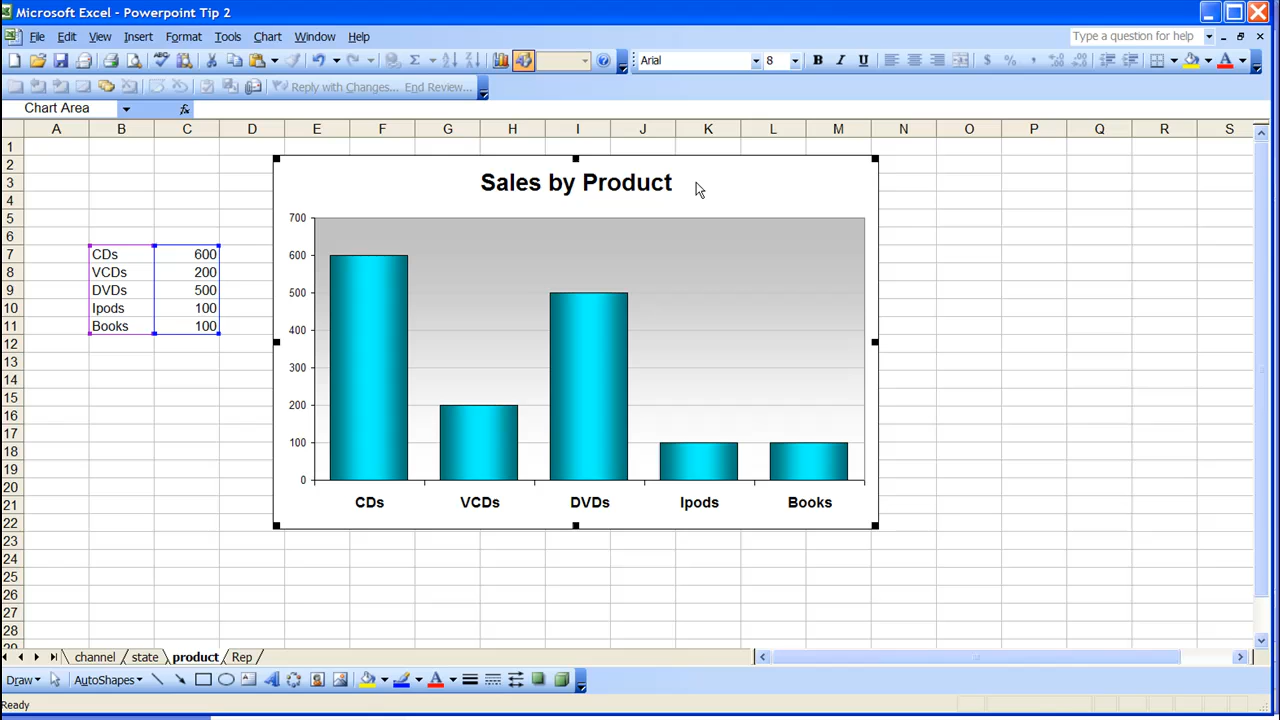 Microsoft Excel - Powerpoint Tip 2
File Edit View Insert Format Tools Chart Window Help Type a question for help
Arial 8 B I U $ % ,
Reply with Changes... End Review...
Chart Area fx
A B C D E F G H I J K L M N O P Q R S
1
2
3
4
5
6
7 CDs 600
8 VCDs 200
9 DVDs 500
10 Ipods 100
11 Books 100
12
13
14
15
16
17
18
19
20
21
22
23
24
25
26
27
28
29
Sales by Product
700
600
500
400
300
200
100
0
CDs VCDs DVDs Ipods Books
channel state product Rep
Draw AutoShapes
Ready